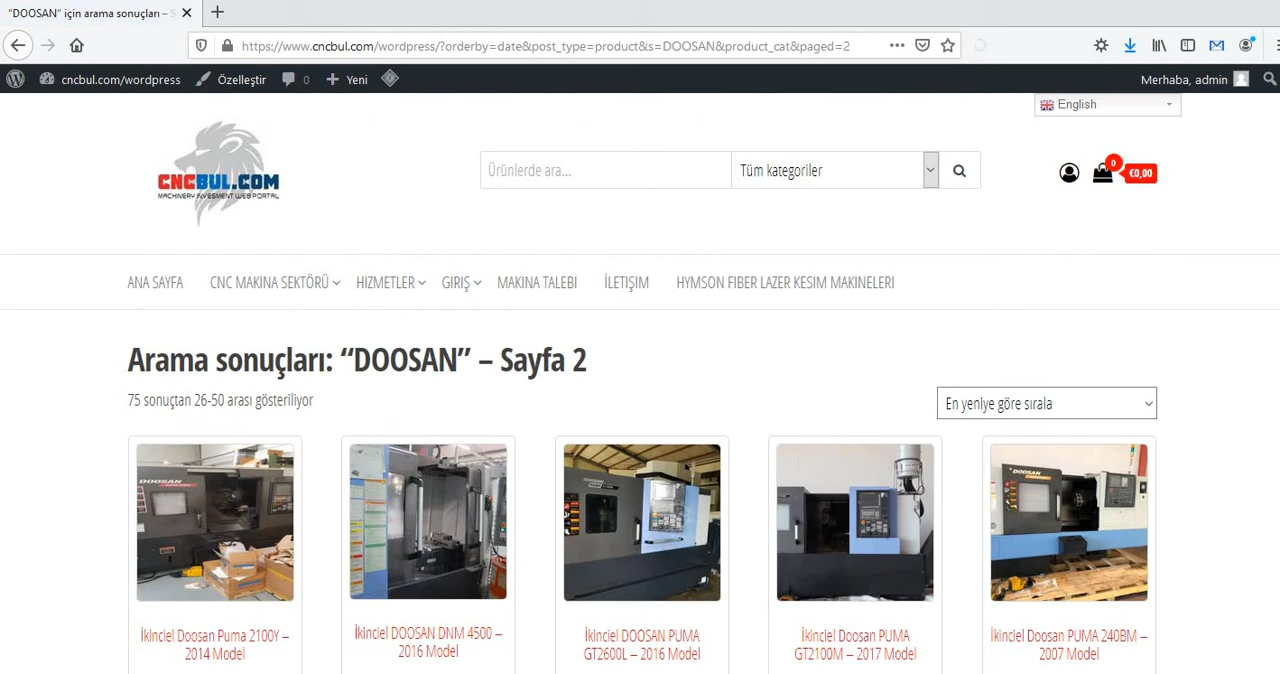 “DOOSAN” için arama sonuçları – S
https://www.cncbul.com/wordpress/?orderby=date&post_type=product&s=DOOSAN&product_cat&paged=2
cncbul.com/wordpress Özelleştir 0 Yeni Merhaba, admin
English
CNCBUL.COM
MACHINERY INVESMENT WEB PORTAL
Ürünlerde ara... Tüm kategoriler 0 €0,00
ANA SAYFA CNC MAKINA SEKTÖRÜ HIZMETLER GIRIŞ MAKINA TALEBI İLETIŞIM HYMSON FIBER LAZER KESIM MAKINELERI
Arama sonuçları: “DOOSAN” – Sayfa 2
75 sonuçtan 26-50 arası gösteriliyor
En yeniye göre sırala
DOOSAN
DOOSAN
DOOSAN
İkinciel Doosan Puma 2100Y –
2014 Model
İkinciel DOOSAN DNM 4500 –
2016 Model
İkinciel DOOSAN PUMA
GT2600L – 2016 Model
İkinciel Doosan PUMA
GT2100M – 2017 Model
İkinciel Doosan PUMA 240BM –
2007 Model